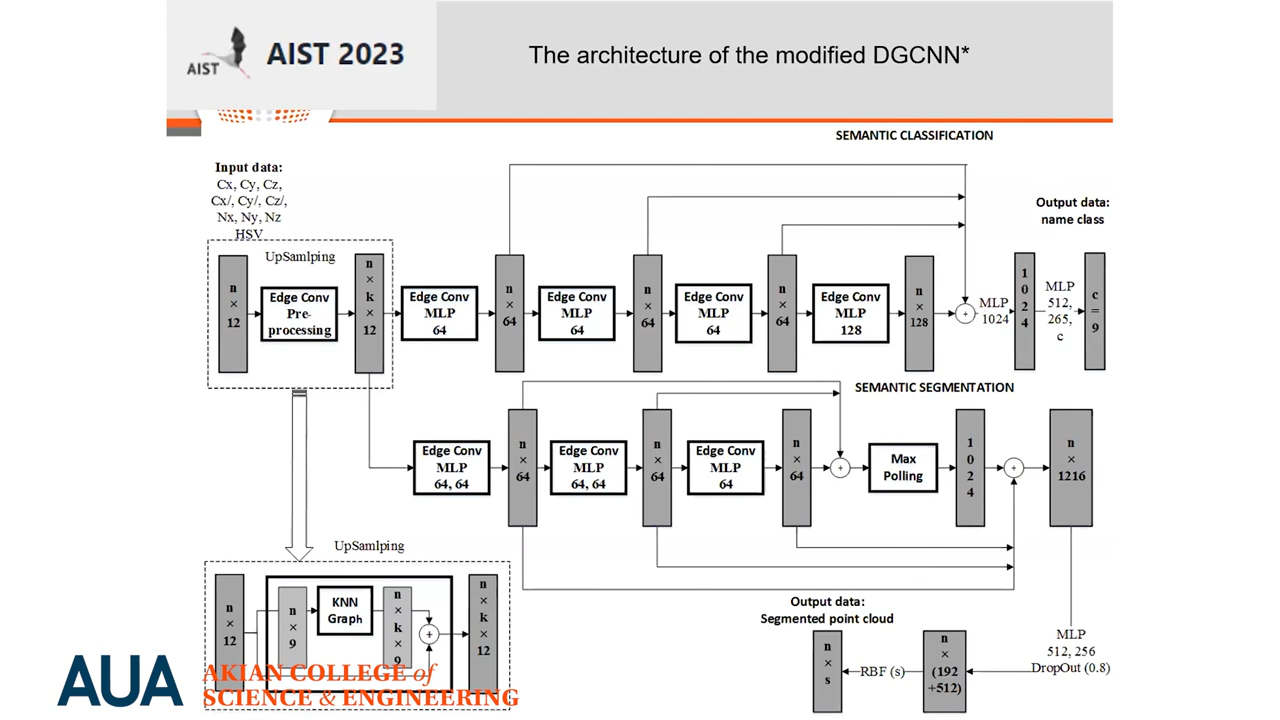 AIST
AIST 2023
The architecture of the modified DGCNN*
SEMANTIC CLASSIFICATION
Input data:
Cx, Cy, Cz,
Cx/, Cy/, Cz/,
Nx, Ny, Nz
HSV
Output data:
name class
UpSamlping
n
×
12
Edge Conv
Pre-
processing
n
×
k
×
12
Edge Conv
MLP
64
n
×
64
Edge Conv
MLP
64
n
×
64
Edge Conv
MLP
64
n
×
64
Edge Conv
MLP
128
n
×
128
+
MLP
1024
1
0
2
4
MLP
512,
265,
c
c
=
9
SEMANTIC SEGMENTATION
Edge Conv
MLP
64, 64
n
×
64
Edge Conv
MLP
64, 64
n
×
64
Edge Conv
MLP
64
n
×
64
+
Max
Polling
1
0
2
4
+
n
×
1216
UpSamlping
n
×
12
n
×
9
KNN
Graph
n
×
k
×
9
+
n
×
k
×
12
Output data:
Segmented point cloud
n
×
s
RBF (s)
n
×
(192
+512)
MLP
512, 256
DropOut (0.8)
AUA
AKIAN COLLEGE of
SCIENCE & ENGINEERING